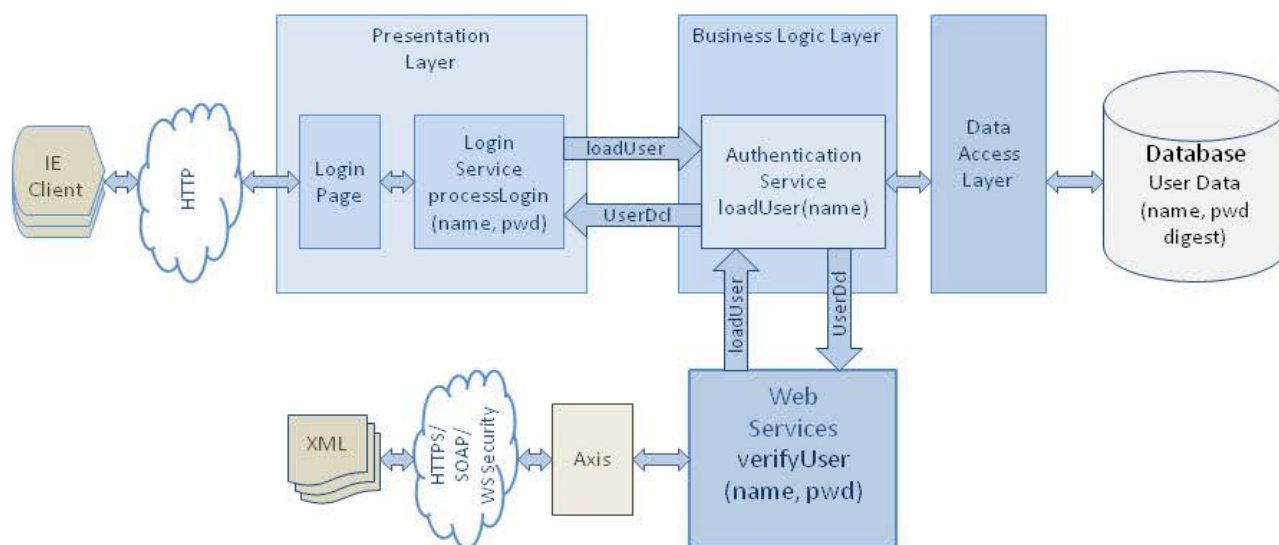 Presentation
Layer
Business Logic Layer
IE
Client
HTTP
Login
Page
Login
Service
processLogin
(name, pwd)
loadUser
UserDcl
Authentication
Service
loadUser(name)
Data
Access
Layer
Database
User Data
(name, pwd
digest)
loadUser
UserDcl
XML
HTTPS/
SOAP/
WS Security
Axis
Web
Services
verifyUser
(name, pwd)